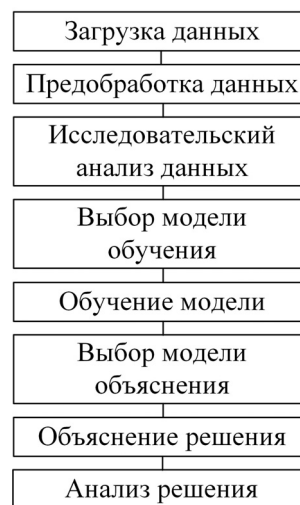 Загрузка данных
Предобработка данных
Исследовательский
анализ данных
Выбор модели
обучения
Обучение модели
Выбор модели
объяснения
Объяснение решения
Анализ решения